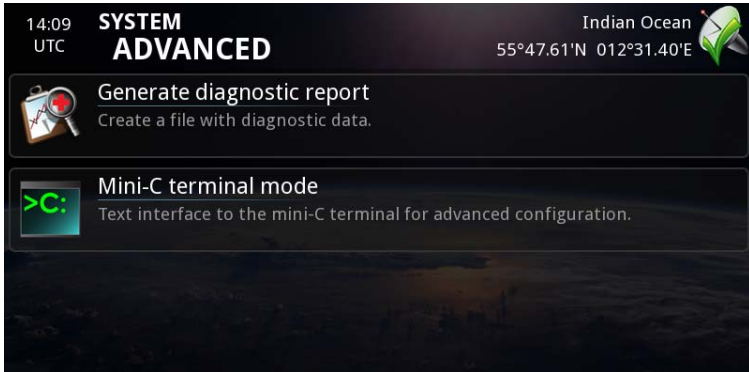 14:09
UTC
SYSTEM
ADVANCED
Indian Ocean
55°47.61'N 012°31.40'E
Generate diagnostic report
Create a file with diagnostic data.
>C:
Mini-C terminal mode
Text interface to the mini-C terminal for advanced configuration.